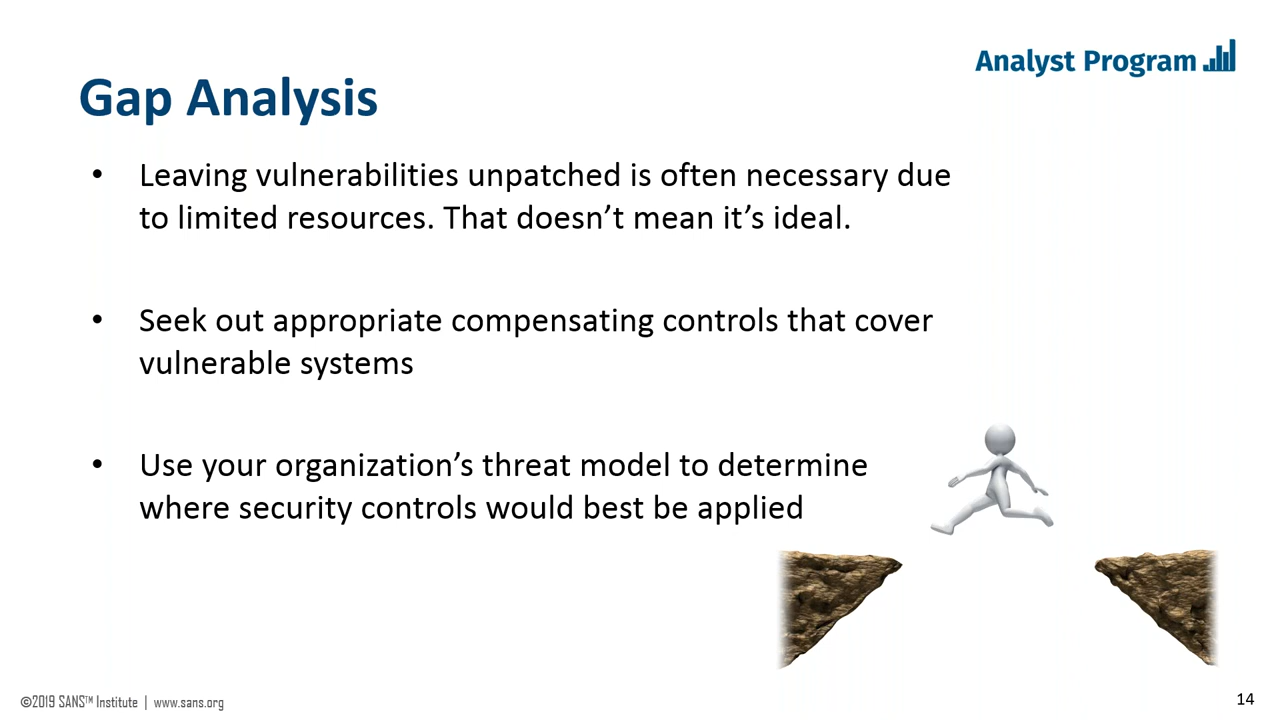 Analyst Program
Gap Analysis
• Leaving vulnerabilities unpatched is often necessary due
to limited resources. That doesn’t mean it’s ideal.
• Seek out appropriate compensating controls that cover
vulnerable systems
• Use your organization’s threat model to determine
where security controls would best be applied
©2019 SANS™ Institute | www.sans.org
14